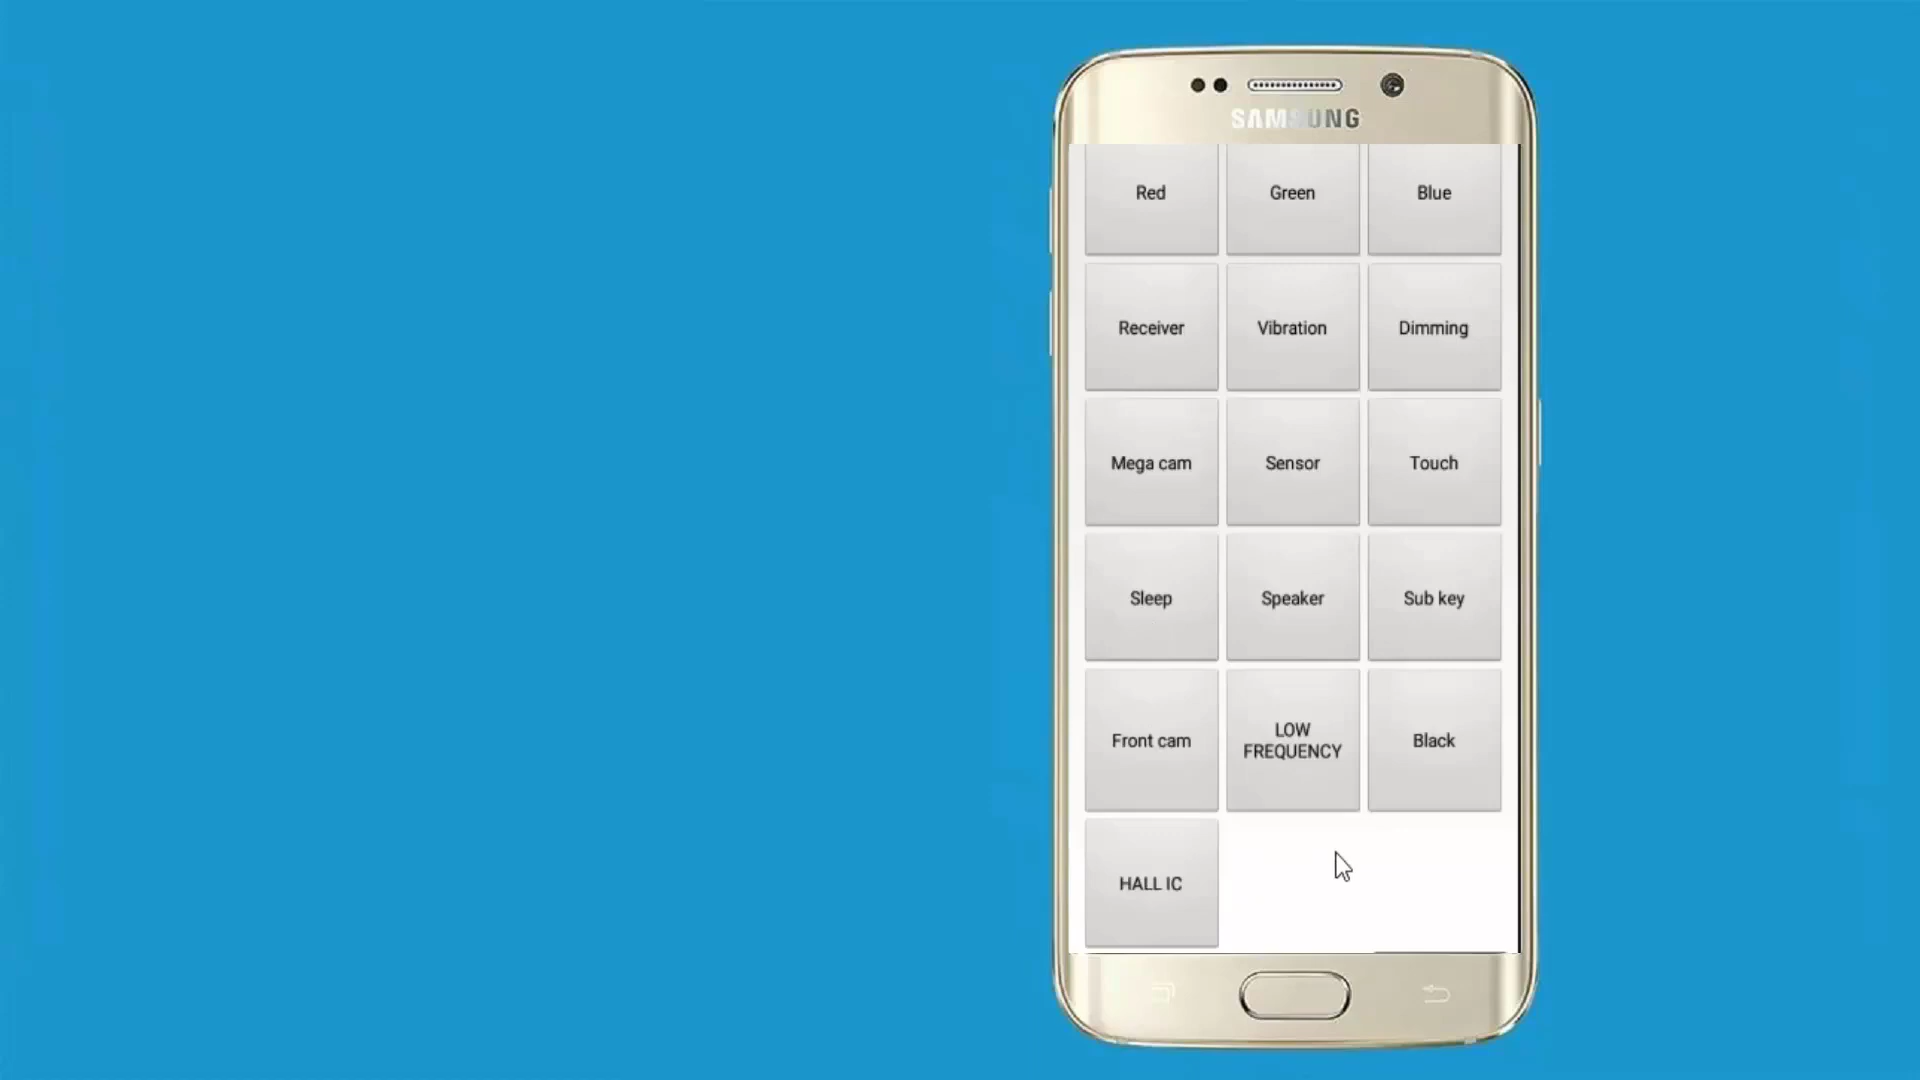 SAMSUNG
Red Green Blue
Receiver Vibration Dimming
Mega cam Sensor Touch
Sleep Speaker Sub key
Front cam LOW FREQUENCY Black
HALL IC